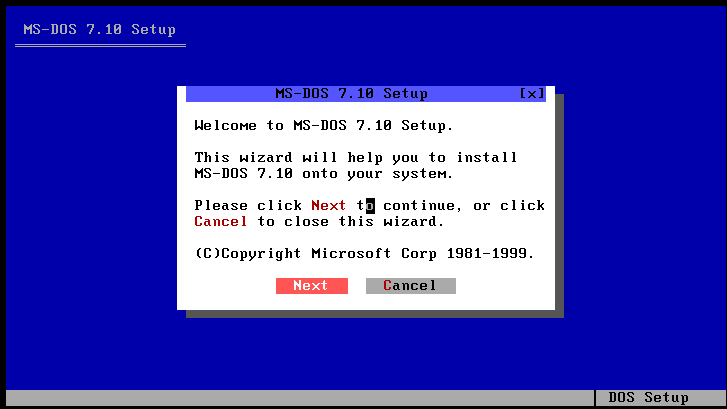 MS-DOS 7.10 Setup
MS-DOS 7.10 Setup [x]
Welcome to MS-DOS 7.10 Setup.
This wizard will help you to install
MS-DOS 7.10 onto your system.
Please click Next to continue, or click
Cancel to close this wizard.
(C)Copyright Microsoft Corp 1981-1999.
Next Cancel
DOS Setup